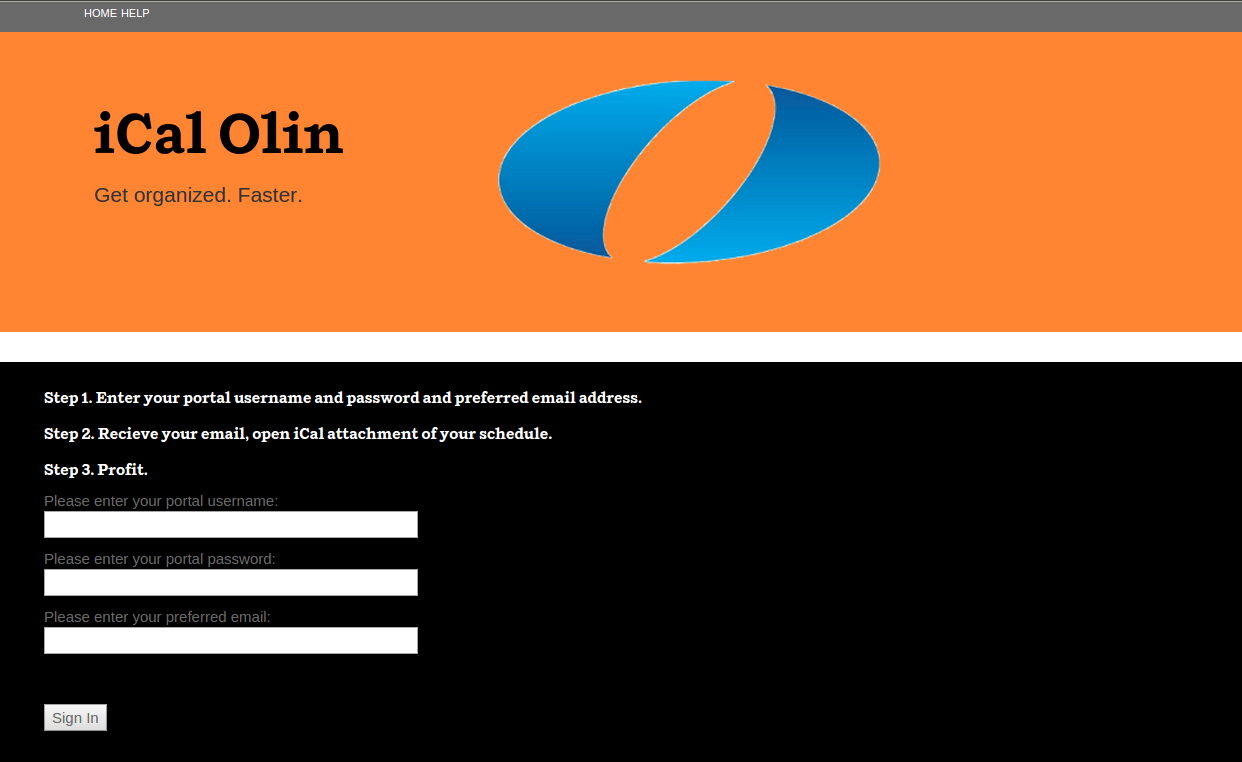 HOME HELP
iCal Olin
Get organized. Faster.
Step 1. Enter your portal username and password and preferred email address.
Step 2. Recieve your email, open iCal attachment of your schedule.
Step 3. Profit.
Please enter your portal username:
Please enter your portal password:
Please enter your preferred email:
Sign In